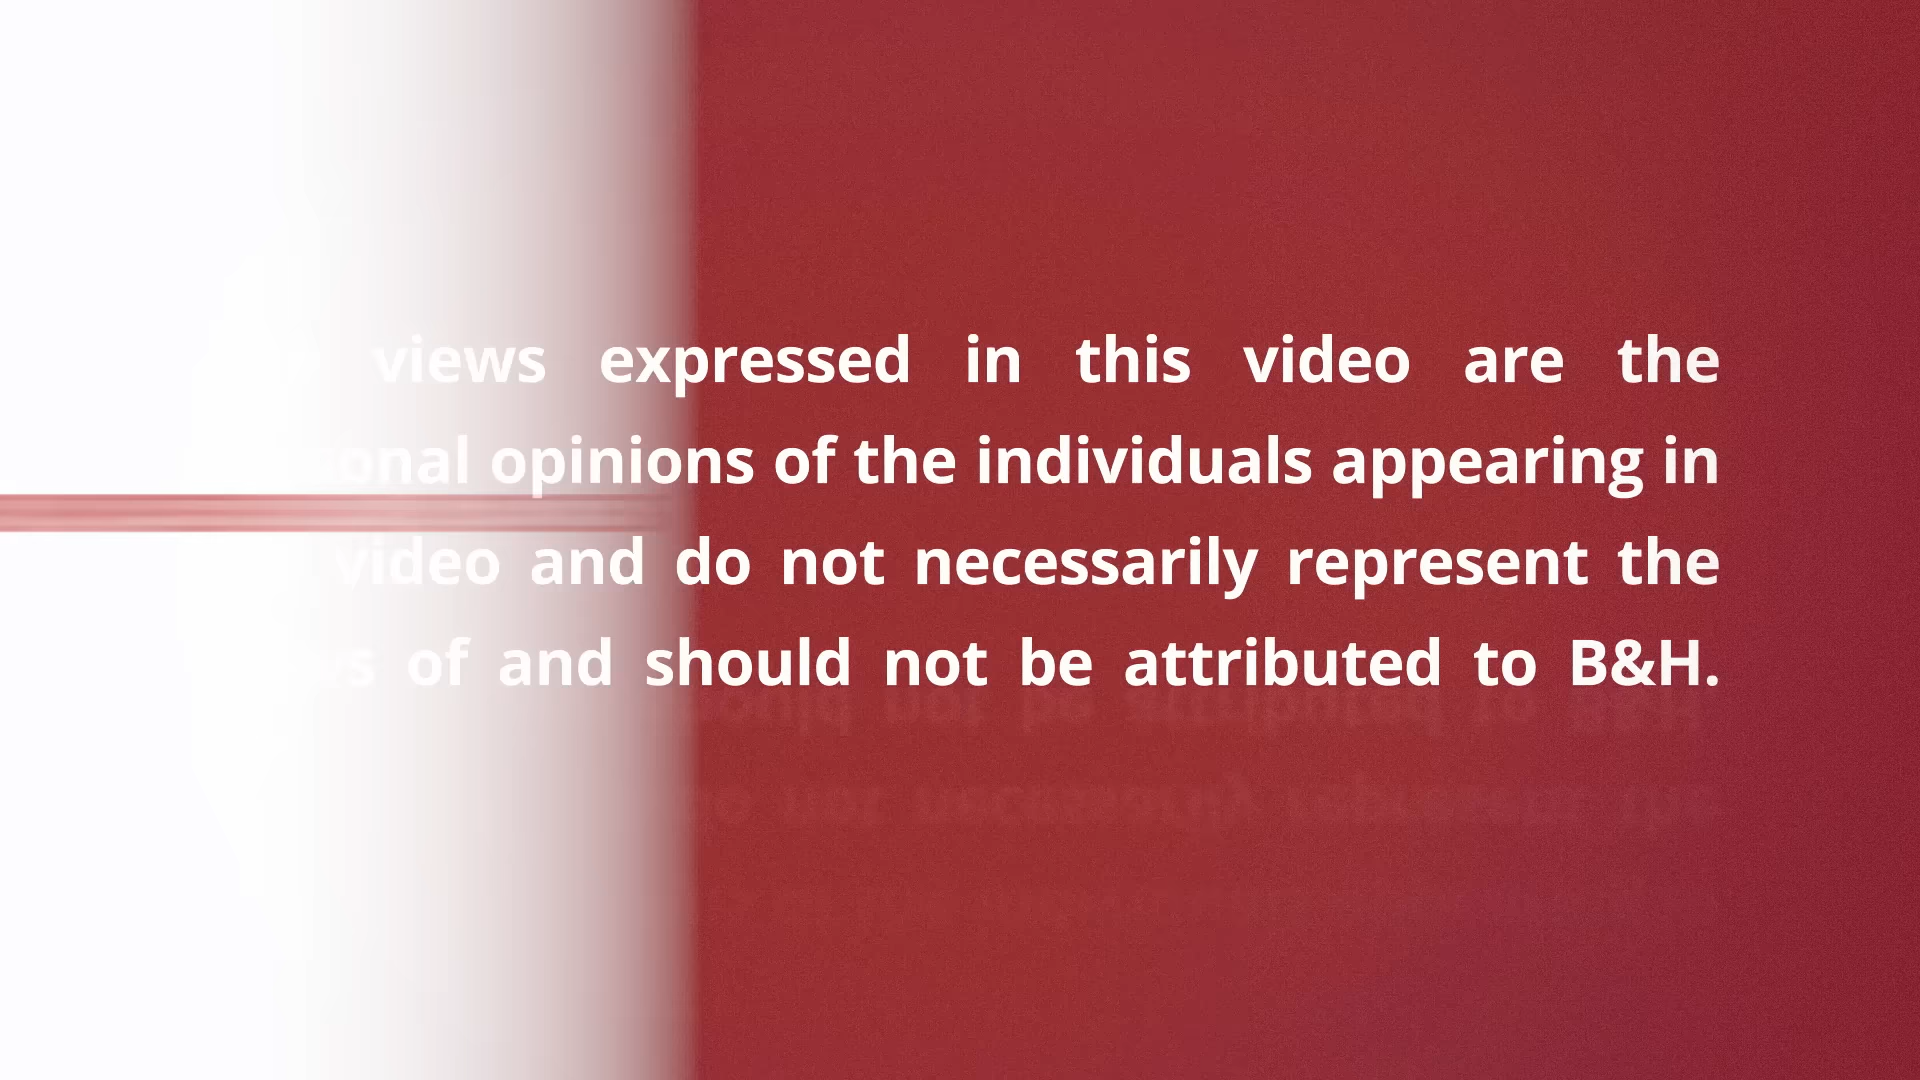 views expressed in this video are the
opinions of the individuals appearing in
video and do not necessarily represent the
of and should not be attributed to B&H.